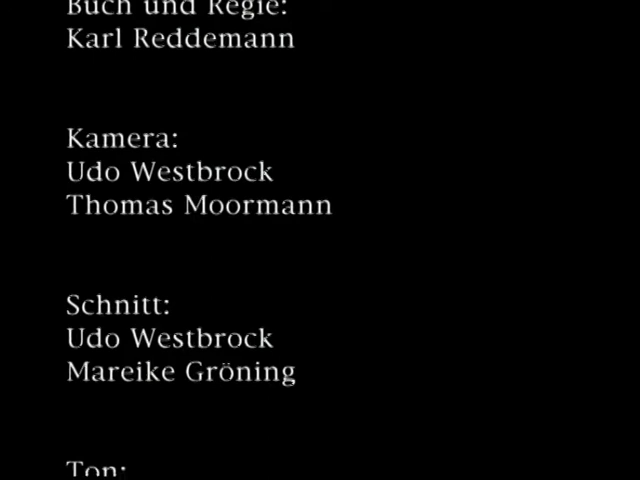 Buch und Regie:
Karl Reddemann
Kamera:
Udo Westbrock
Thomas Moormann
Schnitt:
Udo Westbrock
Mareike Gröning
Ton: